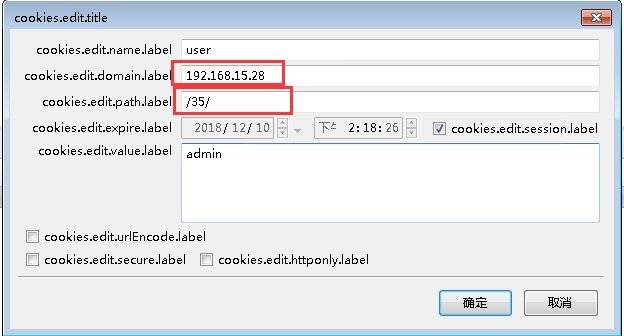 cookies.edit.title
cookies.edit.name.label user
cookies.edit.domain.label 192.168.15.28
cookies.edit.path.label /35/
cookies.edit.expire.label 2018/ 12/ 10 下午 2:18:26 cookies.edit.session.label
cookies.edit.value.label admin
cookies.edit.urlEncode.label
cookies.edit.secure.label cookies.edit.httponly.label
确定 取消